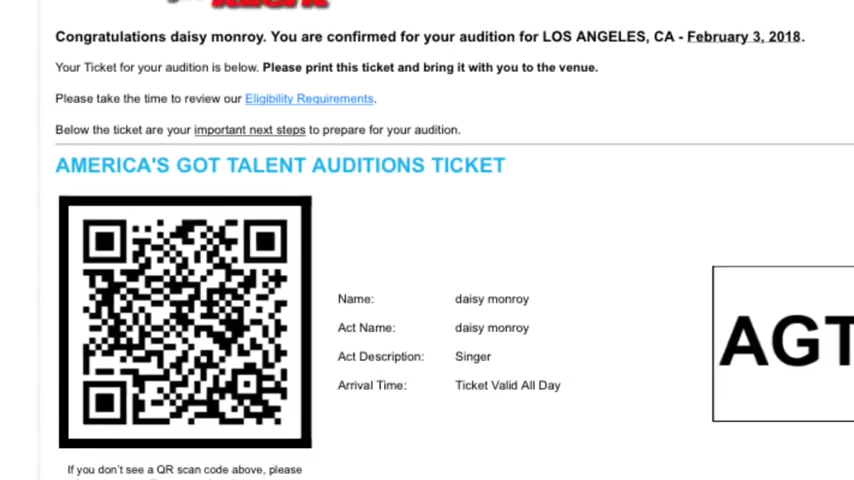 Congratulations daisy monroy. You are confirmed for your audition for LOS ANGELES, CA - February 3, 2018.
Your Ticket for your audition is below. Please print this ticket and bring it with you to the venue.
Please take the time to review our Eligibility Requirements.
Below the ticket are your important next steps to prepare for your audition.
AMERICA'S GOT TALENT AUDITIONS TICKET
Name: daisy monroy
Act Name: daisy monroy
Act Description: Singer
Arrival Time: Ticket Valid All Day
AGT
If you don't see a QR scan code above, please